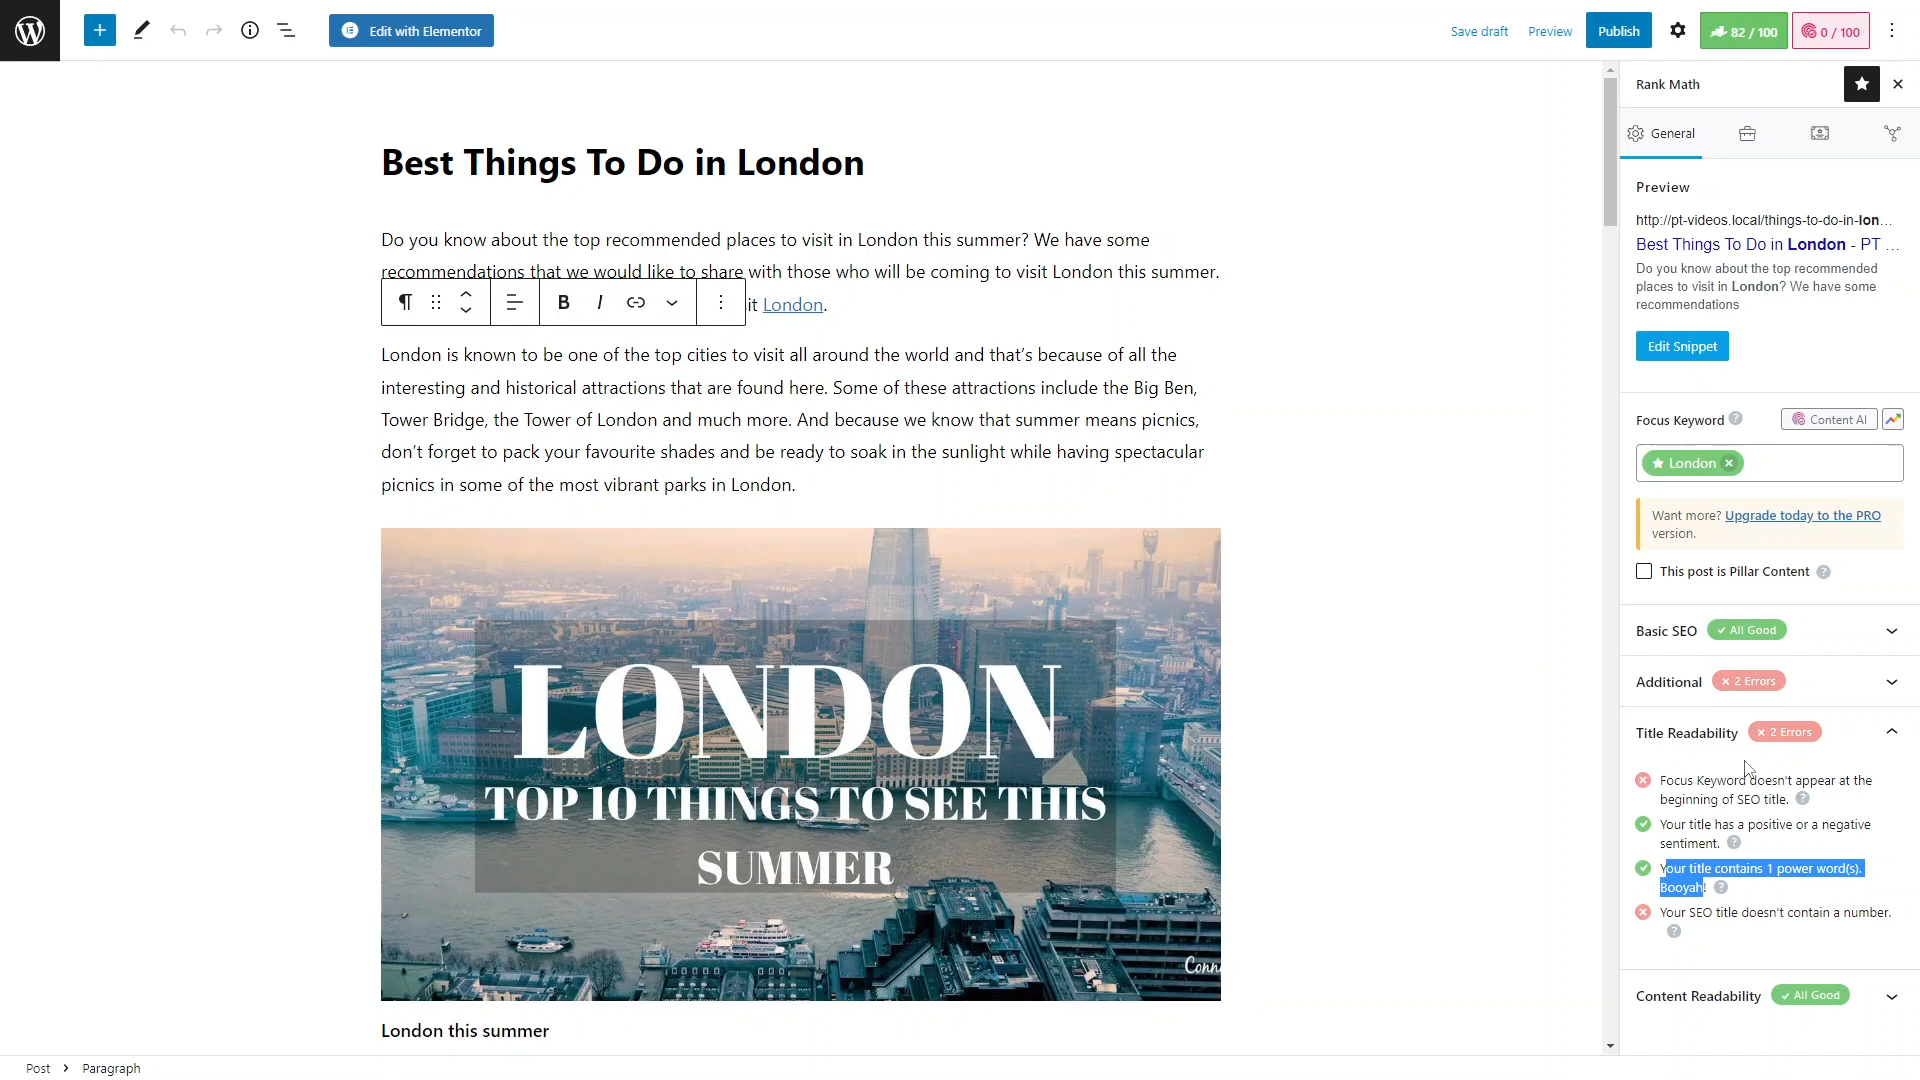 Edit with Elementor
Save draft
Preview
Publish
82 / 100
0 / 100
Rank Math
General
Best Things To Do in London
Do you know about the top recommended places to visit in London this summer? We have some
recommendations that we would like to share with those who will be coming to visit London this summer.
it London.
London is known to be one of the top cities to visit all around the world and that's because of all the
interesting and historical attractions that are found here. Some of these attractions include the Big Ben,
Tower Bridge, the Tower of London and much more. And because we know that summer means picnics,
don't forget to pack your favourite shades and be ready to soak in the sunlight while having spectacular
picnics in some of the most vibrant parks in London.
LONDON
TOP 10 THINGS TO SEE THIS
SUMMER
London this summer
Preview
http://pt-videos.local/things-to-do-in-lon...
Best Things To Do in London - PT ...
Do you know about the top recommended
places to visit in London? We have some
recommendations
Edit Snippet
Focus Keyword
Content AI
London
Want more? Upgrade today to the PRO
version.
This post is Pillar Content
Basic SEO
All Good
Additional
2 Errors
Title Readability
2 Errors
Focus Keyword doesn't appear at the
beginning of SEO title.
Your title has a positive or a negative
sentiment.
Your title contains 1 power word(s).
Booyah!
Your SEO title doesn't contain a number.
Content Readability
All Good
Post
Paragraph